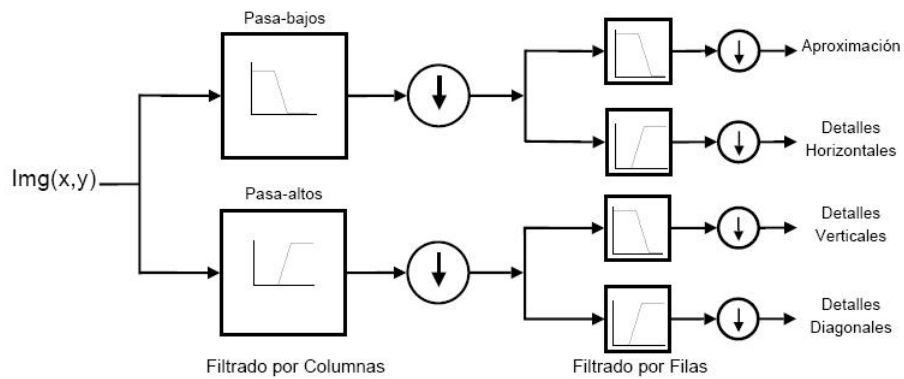 Pasa-bajos
Aproximación
Detalles
Horizontales
Img(x,y)
Pasa-altos
Detalles
Verticales
Detalles
Diagonales
Filtrado por Columnas
Filtrado por Filas